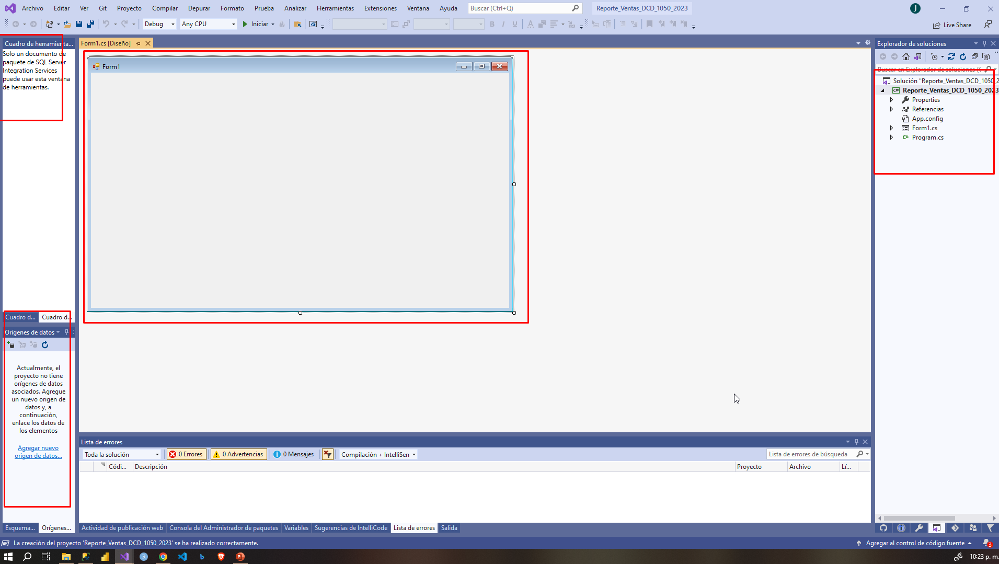 Archivo Editar Ver Git Proyecto Compilar Depurar Formato Prueba Analizar Herramientas Extensiones Ventana Ayuda Buscar (Ctrl+Q) Reporte_Ventas_DCD_1050_2023 J
Debug Any CPU Iniciar Live Share
Cuadro de herramienta...
Solo un documento de
paquete de SQL Server
Integration Services
puede usar esta ventana
de herramientas.
Cuadro d... Cuadro d...
Orígenes de datos
Actualmente, el
proyecto no tiene
orígenes de datos
asociados. Agregue
un nuevo origen de
datos y, a
continuación,
enlace los datos de
los elementos
Agregar nuevo
origen de datos...
Esquema... Orígenes...
Form1.cs [Diseño]
Form1
Lista de errores
Toda la solución 0 Errores 0 Advertencias 0 Mensajes Compilación + IntelliSen Lista de errores de búsqueda
Códi... Descripción Proyecto Archivo Lí...
Actividad de publicación web Consola del Administrador de paquetes Variables Sugerencias de IntelliCode Lista de errores Salida
Explorador de soluciones
Buscar en Explorador de soluciones (
Solución "Reporte_Ventas_DCD_1050_2
Reporte_Ventas_DCD_1050_2023
Properties
Referencias
App.config
C# Form1.cs
C# Program.cs
La creación del proyecto 'Reporte_Ventas_DCD_1050_2023' se ha realizado correctamente. Agregar al control de código fuente 3
10:23 p. m.